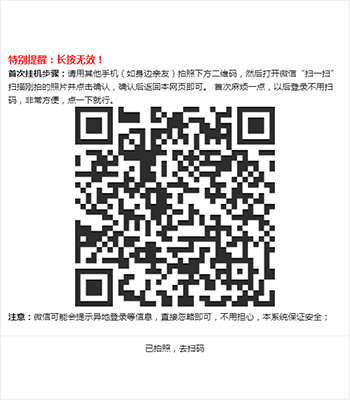 特别提醒：长按无效！
首次挂机步骤：请用其他手机（如身边亲友）拍照下方二维码，然后打开微信“扫一扫”
扫描刚拍的照片并点击确认，确认后返回本网页即可。 首次麻烦一点，以后登录不用扫
码，非常方便，点一下就行。
注意：微信可能会提示异地登录等信息，直接忽略即可，不用担心，本系统保证安全；
已拍照，去扫码